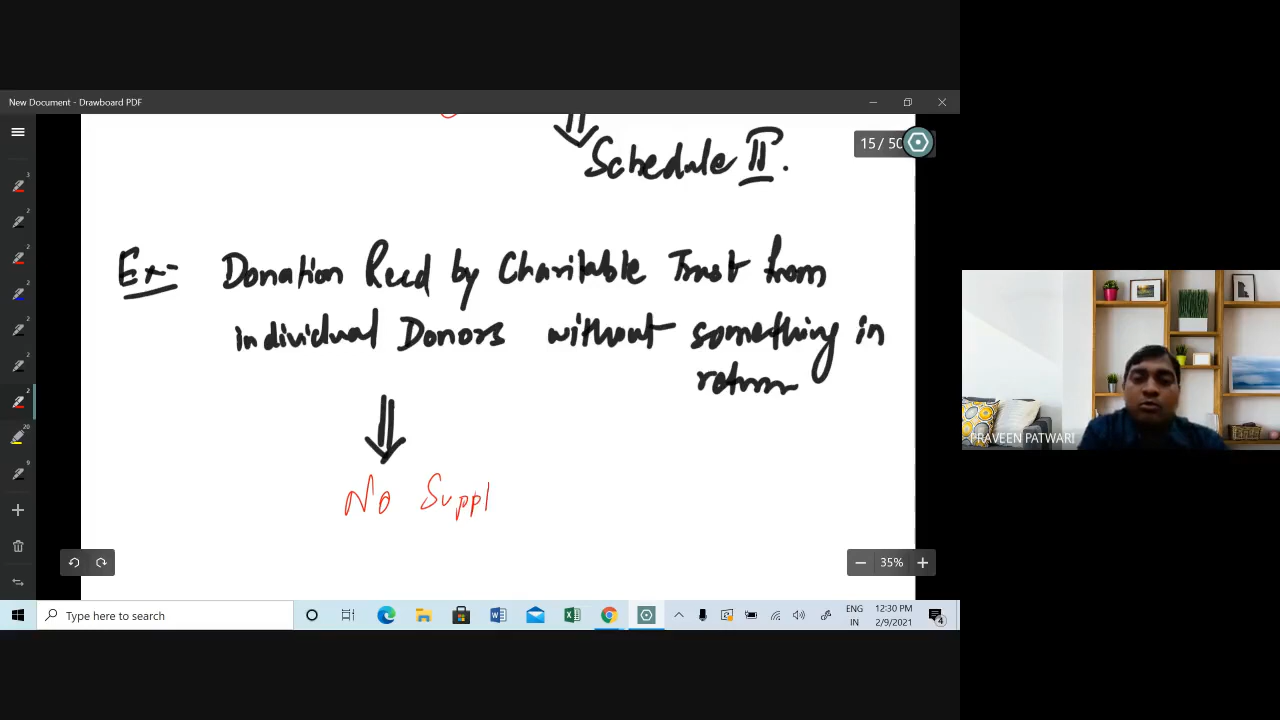 New Document - Drawboard PDF
15 / 50
Schedule II.
Ex:- Donation Recd by Charitable Trust from
individual Donors without something in
return
No Suppl
PRAVEEN PATWARI
35%
Type here to search
ENG
IN
12:30 PM
2/9/2021
4